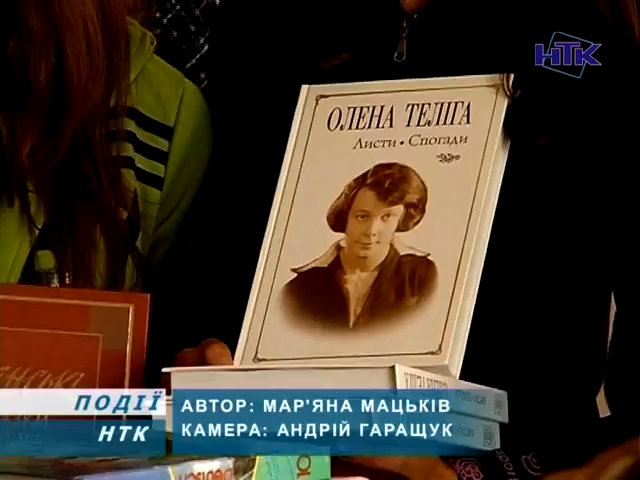 НТК
ОЛЕНА ТЕЛІГА
Листи • Спогади
ПОДІЇ
НТК
АВТОР: МАР'ЯНА МАЦЬКІВ
КАМЕРА: АНДРІЙ ГАРАЩУК